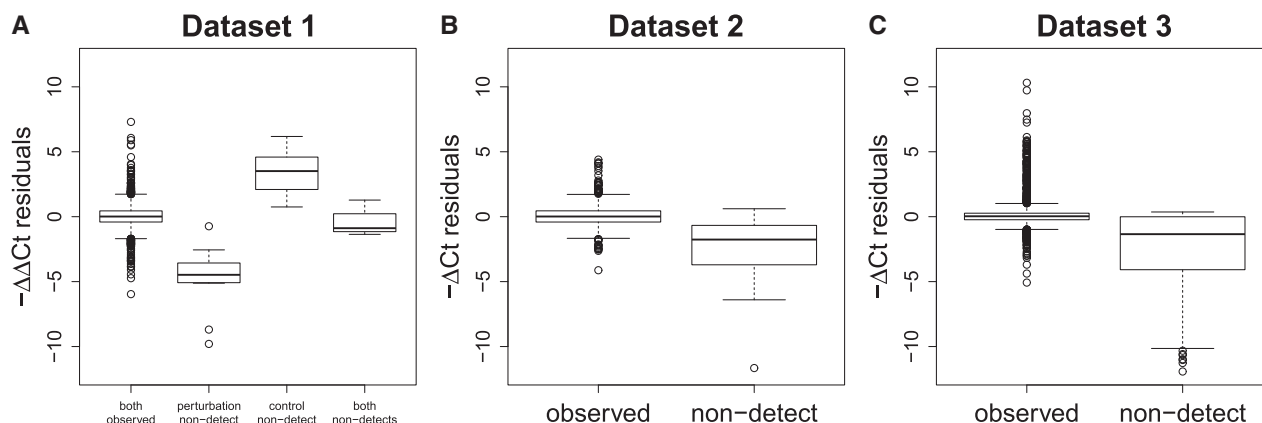 A Dataset 1
−ΔΔCt residuals
10
5
0
−5
−10
both observed
perturbation non−detect
control non−detect
both non−detects
B Dataset 2
−ΔCt residuals
10
5
0
−5
−10
observed
non−detect
C Dataset 3
−ΔCt residuals
10
5
0
−5
−10
observed
non−detect